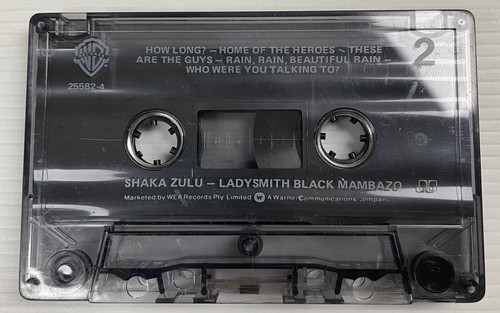 HOW LONG? – HOME OF THE HEROES – THESE
ARE THE GUYS – RAIN, RAIN, BEAUTIFUL RAIN –
WHO WERE YOU TALKING TO?
2
25582-4
SHAKA ZULU – LADYSMITH BLACK MAMBAZO
Marketed by WEA Records Pty. Limited W A Warner Communications Company.